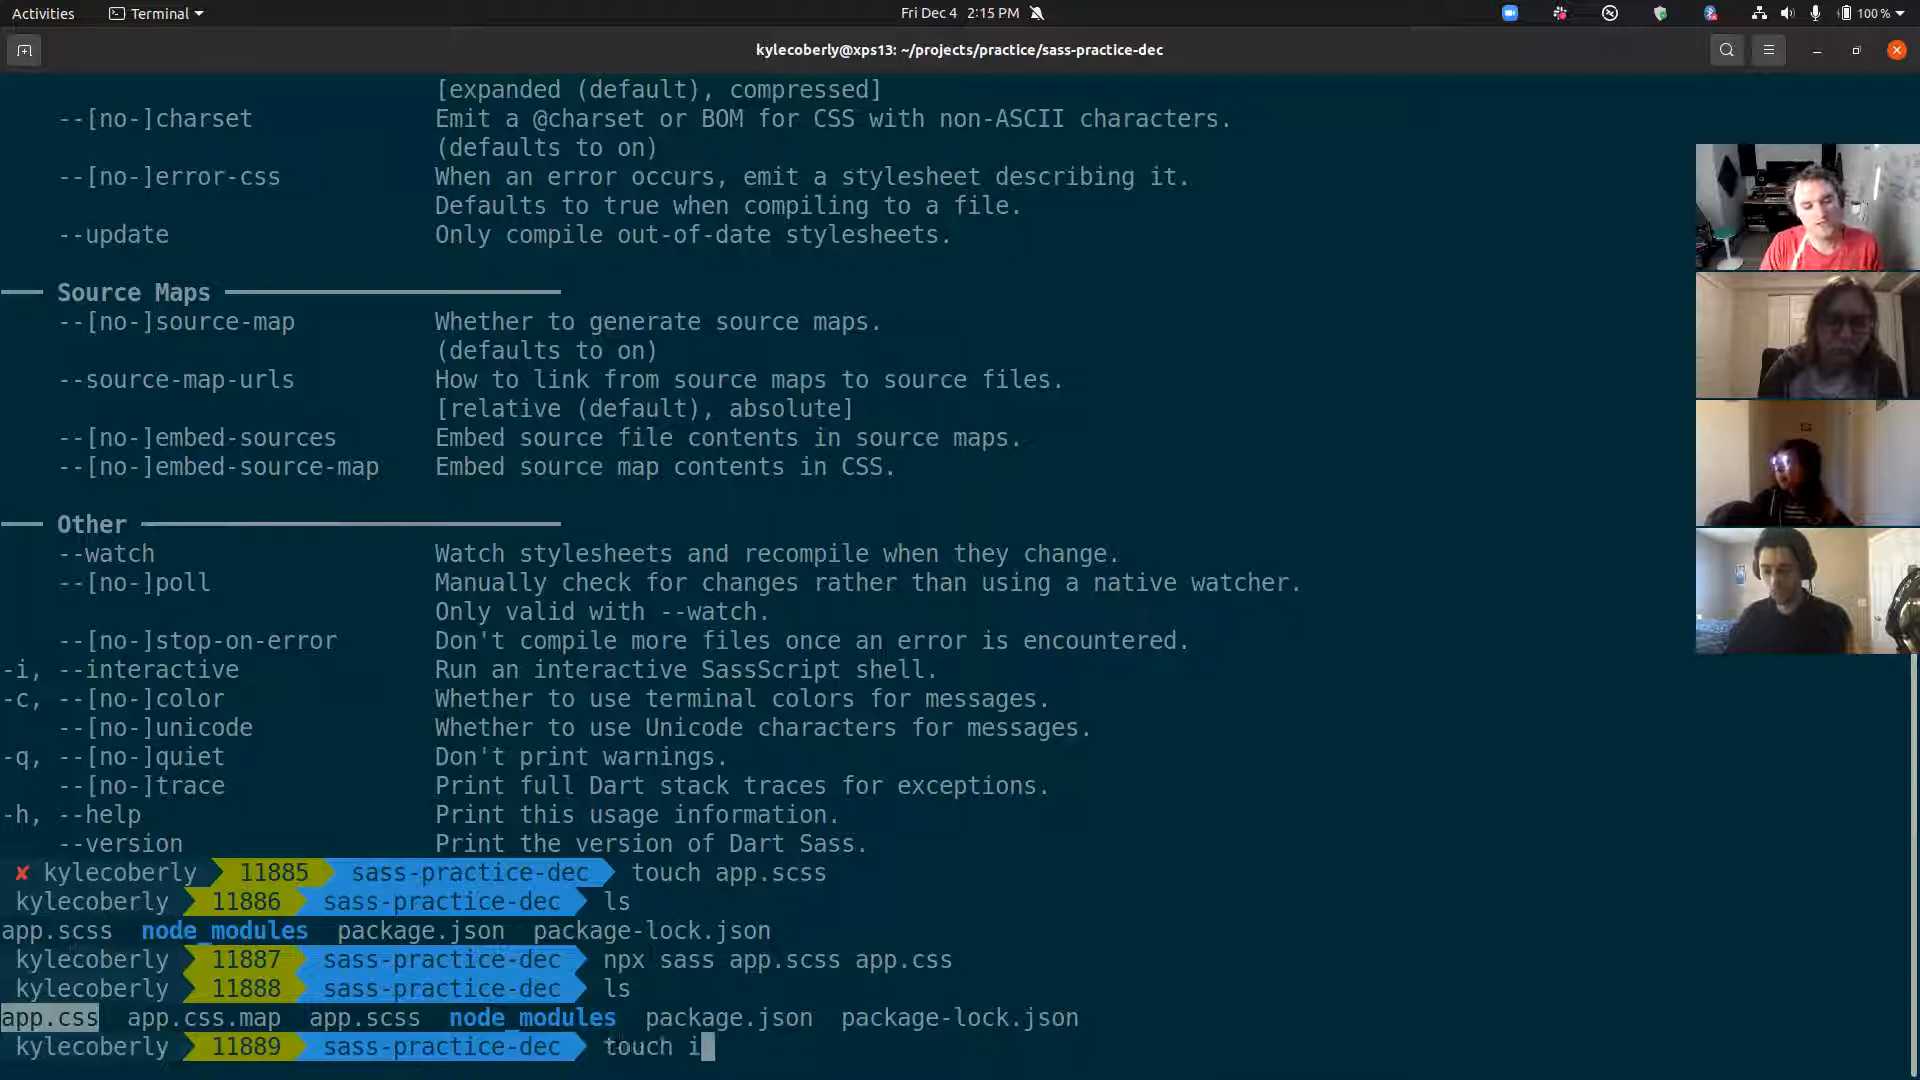 Activities Terminal Fri Dec 4 2:15 PM 100 %
kylecoberly@xps13: ~/projects/practice/sass-practice-dec
[expanded (default), compressed]
--[no-]charset Emit a @charset or BOM for CSS with non-ASCII characters.
(defaults to on)
--[no-]error-css When an error occurs, emit a stylesheet describing it.
Defaults to true when compiling to a file.
--update Only compile out-of-date stylesheets.
Source Maps
--[no-]source-map Whether to generate source maps.
(defaults to on)
--source-map-urls How to link from source maps to source files.
[relative (default), absolute]
--[no-]embed-sources Embed source file contents in source maps.
--[no-]embed-source-map Embed source map contents in CSS.
Other
--watch Watch stylesheets and recompile when they change.
--[no-]poll Manually check for changes rather than using a native watcher.
Only valid with --watch.
--[no-]stop-on-error Don't compile more files once an error is encountered.
-i, --interactive Run an interactive SassScript shell.
-c, --[no-]color Whether to use terminal colors for messages.
--[no-]unicode Whether to use Unicode characters for messages.
-q, --[no-]quiet Don't print warnings.
--[no-]trace Print full Dart stack traces for exceptions.
-h, --help Print this usage information.
--version Print the version of Dart Sass.
✘ kylecoberly 11885 sass-practice-dec touch app.scss
kylecoberly 11886 sass-practice-dec ls
app.scss node_modules package.json package-lock.json
kylecoberly 11887 sass-practice-dec npx sass app.scss app.css
kylecoberly 11888 sass-practice-dec ls
app.css app.css.map app.scss node_modules package.json package-lock.json
kylecoberly 11889 sass-practice-dec touch i